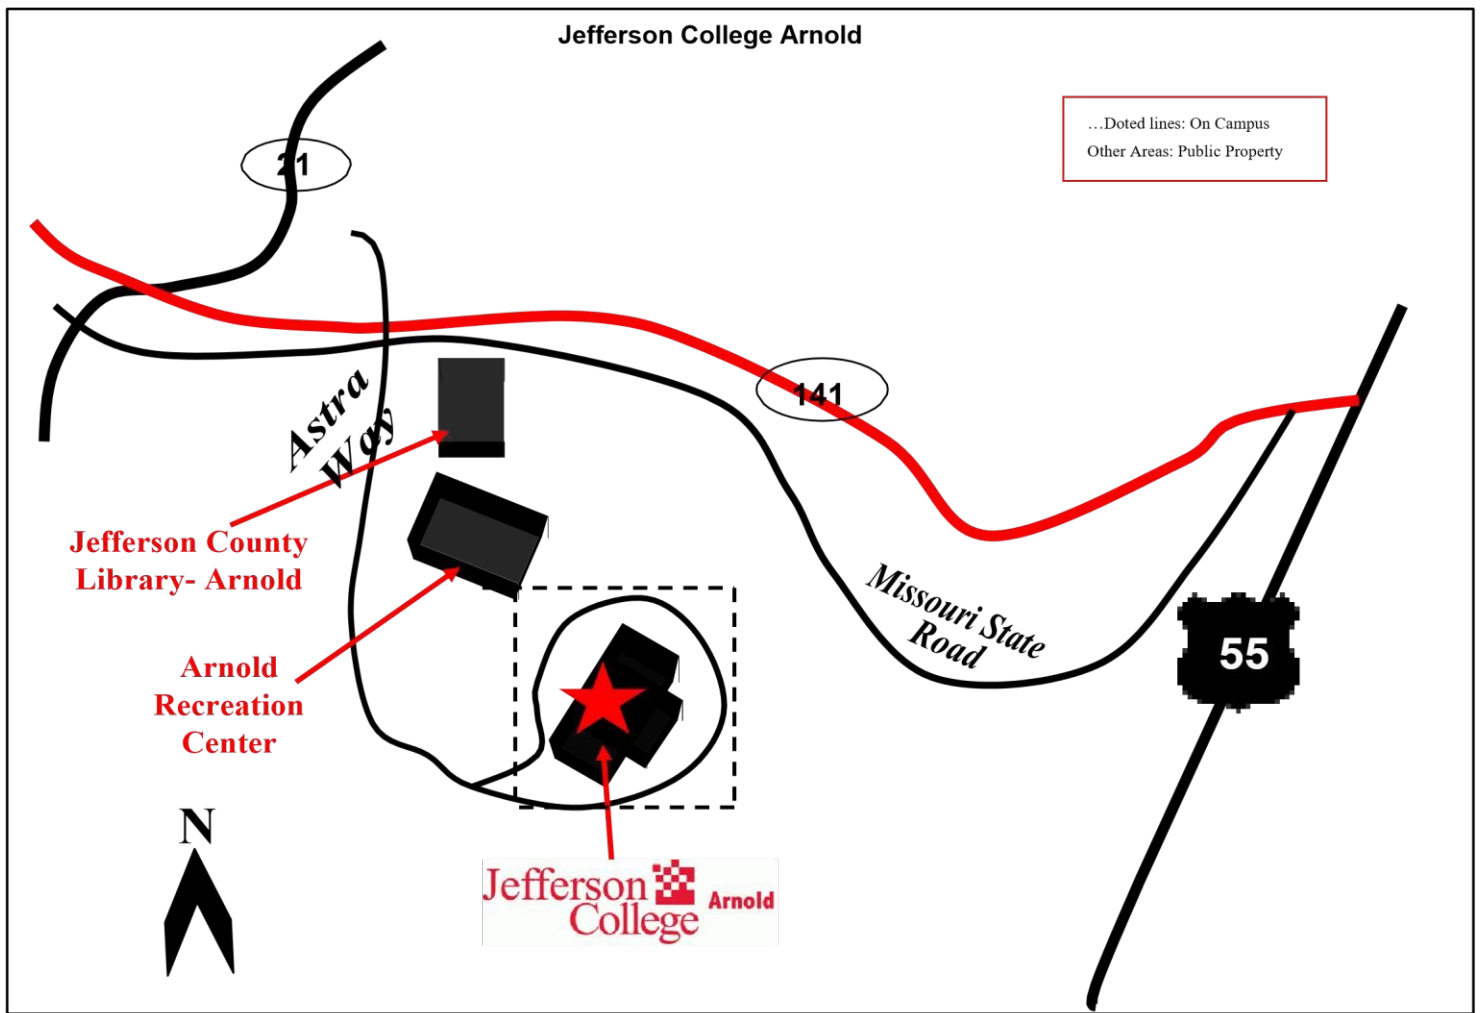 Jefferson College Arnold
…Doted lines: On Campus
Other Areas: Public Property
21
141
Astra
Way
Jefferson County
Library- Arnold
Missouri State
Road
55
Arnold
Recreation
Center
N
Jefferson
College
Arnold